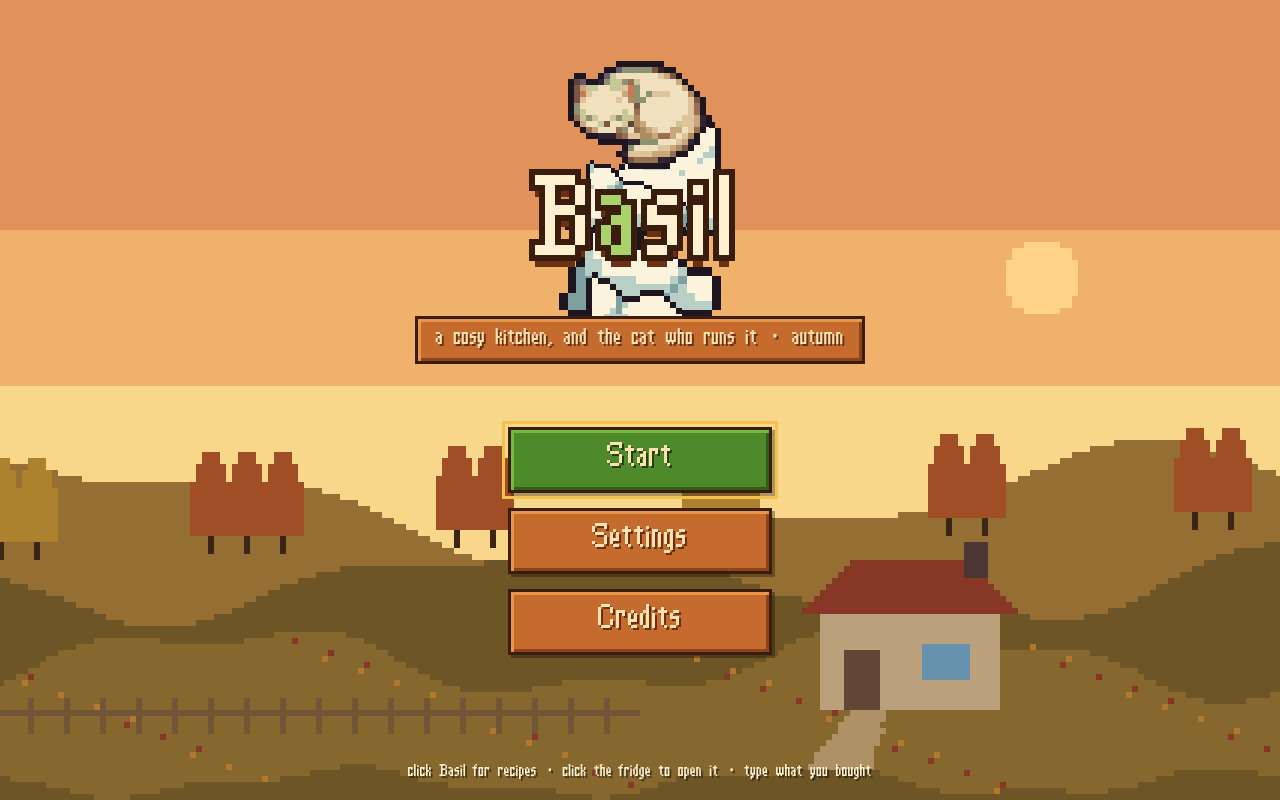 Basil
a cosy kitchen, and the cat who runs it · autumn
Start
Settings
Credits
click Basil for recipes · click the fridge to open it · type what you bought